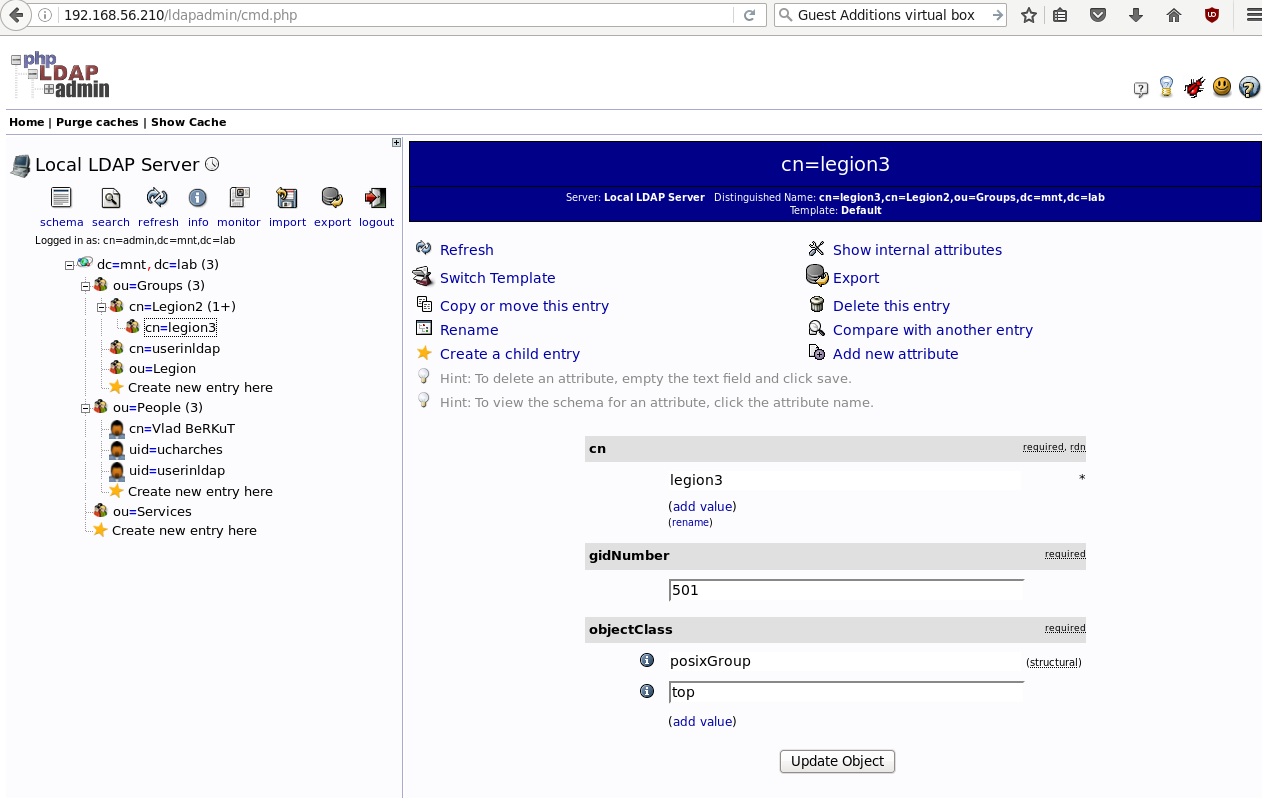 192.168.56.210/ldapadmin/cmd.php
Guest Additions virtual box
php
LDAP
admin
Home | Purge caches | Show Cache
Local LDAP Server
schema search refresh info monitor import export logout
Logged in as: cn=admin,dc=mnt,dc=lab
dc=mnt,dc=lab (3)
ou=Groups (3)
cn=Legion2 (1+)
cn=legion3
cn=userinldap
ou=Legion
Create new entry here
ou=People (3)
cn=Vlad BeRKuT
uid=ucharches
uid=userinldap
Create new entry here
ou=Services
Create new entry here
cn=legion3
Server: Local LDAP Server Distinguished Name: cn=legion3,cn=Legion2,ou=Groups,dc=mnt,dc=lab
Template: Default
Refresh
Show internal attributes
Switch Template
Export
Copy or move this entry
Delete this entry
Rename
Compare with another entry
Create a child entry
Add new attribute
Hint: To delete an attribute, empty the text field and click save.
Hint: To view the schema for an attribute, click the attribute name.
cn required, rdn
legion3 *
(add value)
(rename)
gidNumber required
501
objectClass required
posixGroup (structural)
top
(add value)
Update Object